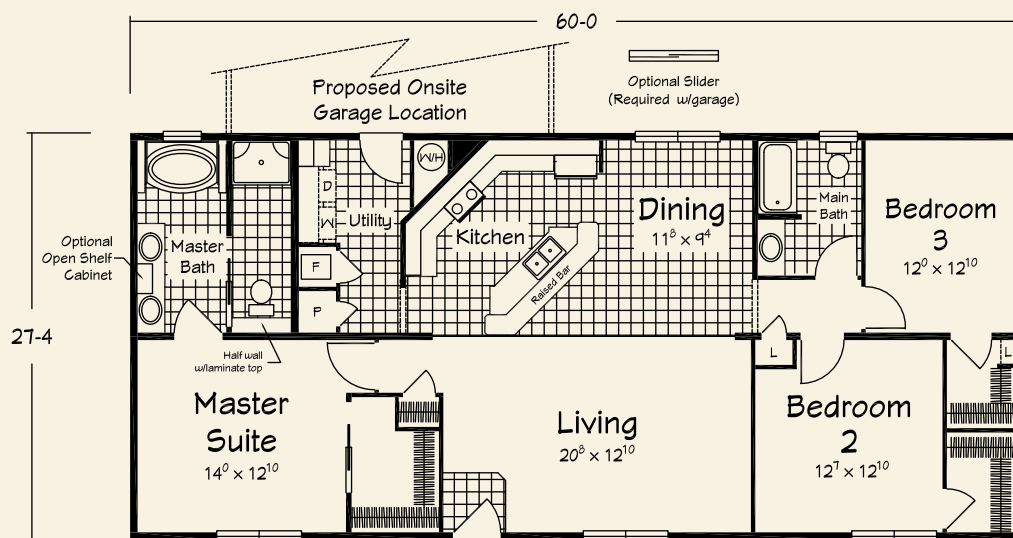 60-0
Optional Slider
(Required w/garage)
Proposed Onsite
Garage Location
W/H
D
W
Utility
Kitchen
Dining
11⁸ x 9⁴
Main
Bath
Bedroom
3
12⁰ x 12¹⁰
Optional
Open Shelf
Cabinet
Master
Bath
F
P
Raised Bar
27-4
Half wall
w/laminate top
L
L
Master
Suite
14⁰ x 12¹⁰
Living
20⁸ x 12¹⁰
Bedroom
2
12⁷ x 12¹⁰